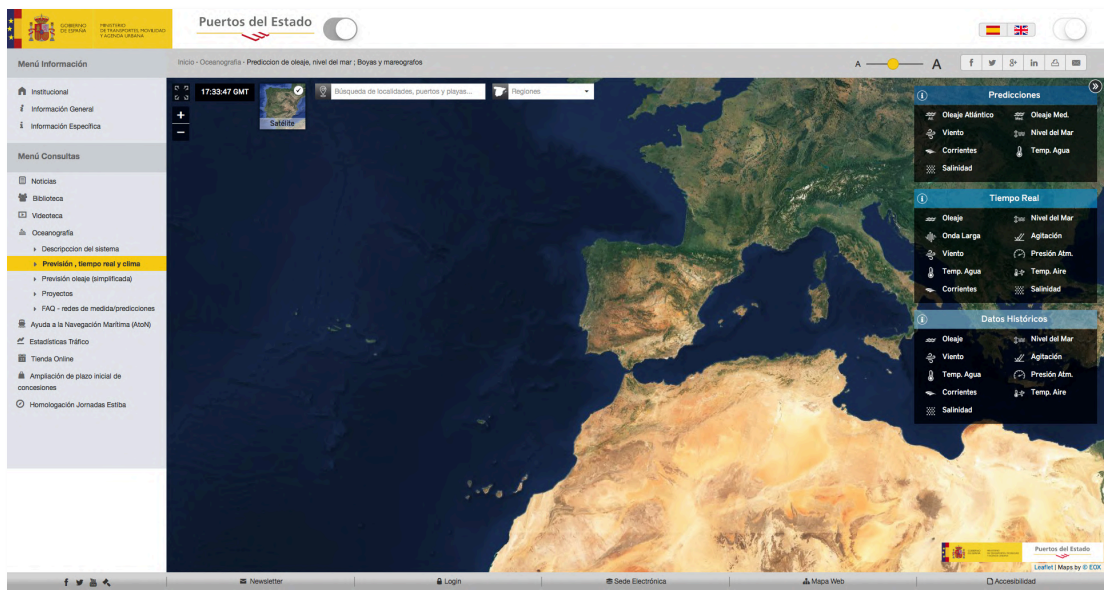 GOBIERNO DE ESPAÑA
MINISTERIO DE TRANSPORTES, MOVILIDAD Y AGENDA URBANA
Puertos del Estado
Menú Información
Inicio - Oceanografía - Prediccion de oleaje, nivel del mar ; Boyas y mareografos
A A
Institucional
Información General
Información Específica
Menú Consultas
Noticias
Biblioteca
Videoteca
Oceanografía
Descripccion del sistema
Previsión , tiempo real y clima
Previsión oleaje (simplificada)
Proyectos
FAQ - redes de medida/predicciones
Ayuda a la Navegación Marítima (AtoN)
Estadísticas Tráfico
Tienda Online
Ampliación de plazo inicial de
concesiones
Homologación Jornadas Estiba
17:33:47 GMT
+
−
Satélite
Búsqueda de localidades, puertos y playas...
Regiones
Predicciones
Oleaje Atlántico Oleaje Med.
Viento Nivel del Mar
Corrientes Temp. Agua
Salinidad
Tiempo Real
Oleaje Nivel del Mar
Onda Larga Agitación
Viento Presión Atm.
Temp. Agua Temp. Aire
Corrientes Salinidad
Datos Históricos
Oleaje Nivel del Mar
Viento Agitación
Temp. Agua Presión Atm.
Corrientes Temp. Aire
Salinidad
Puertos del Estado
Leaflet | Maps by © EOX
Newsletter
Login
Sede Electrónica
Mapa Web
Accesibilidad